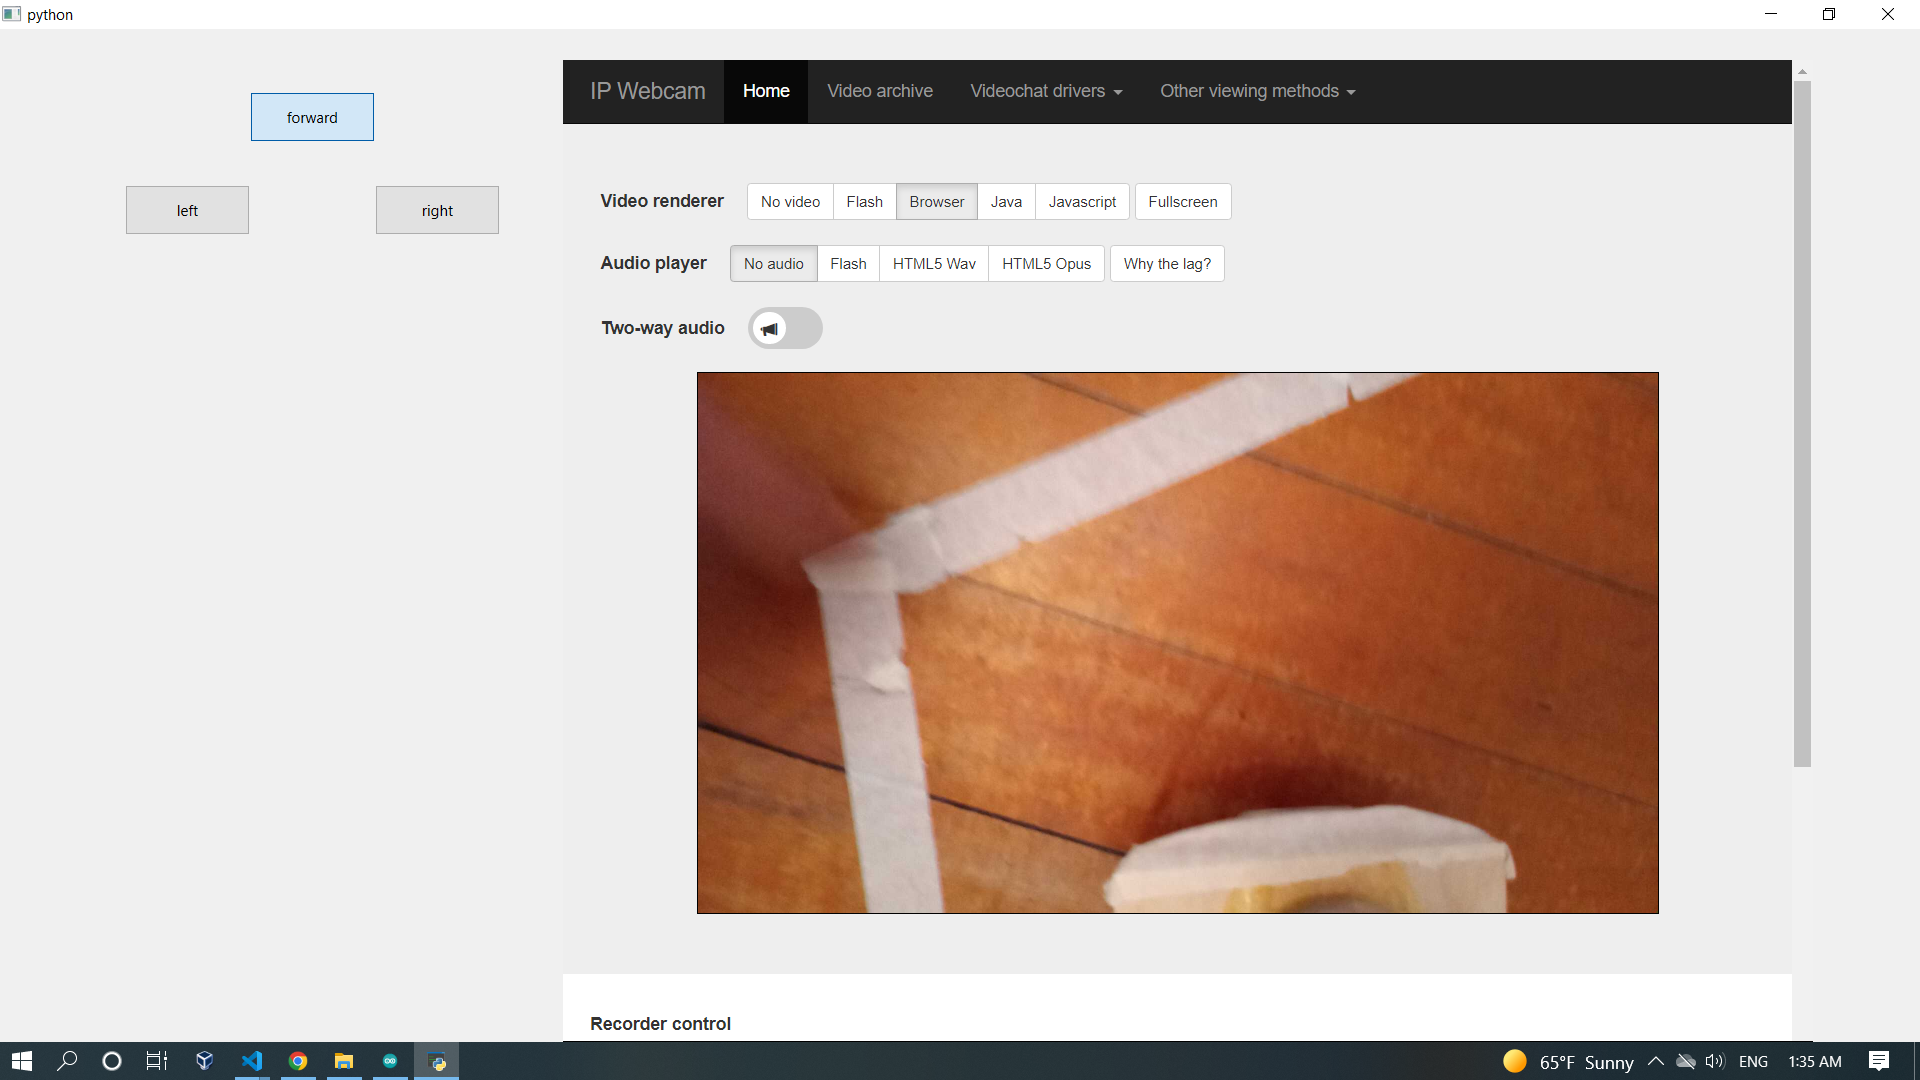 python
forward
left
right
IP Webcam Home Video archive Videochat drivers Other viewing methods
Video renderer No video Flash Browser Java Javascript Fullscreen
Audio player No audio Flash HTML5 Wav HTML5 Opus Why the lag?
Two-way audio
Recorder control
65°F Sunny ENG 1:35 AM